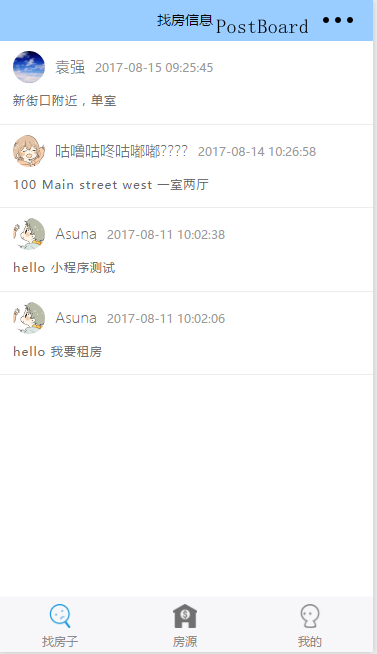 找房信息 PostBoard
袁强 2017-08-15 09:25:45
新街口附近，单室
咕噜咕咚咕嘟嘟???? 2017-08-14 10:26:58
100 Main street west 一室两厅
Asuna 2017-08-11 10:02:38
hello 小程序测试
Asuna 2017-08-11 10:02:06
hello 我要租房
找房子 房源 我的